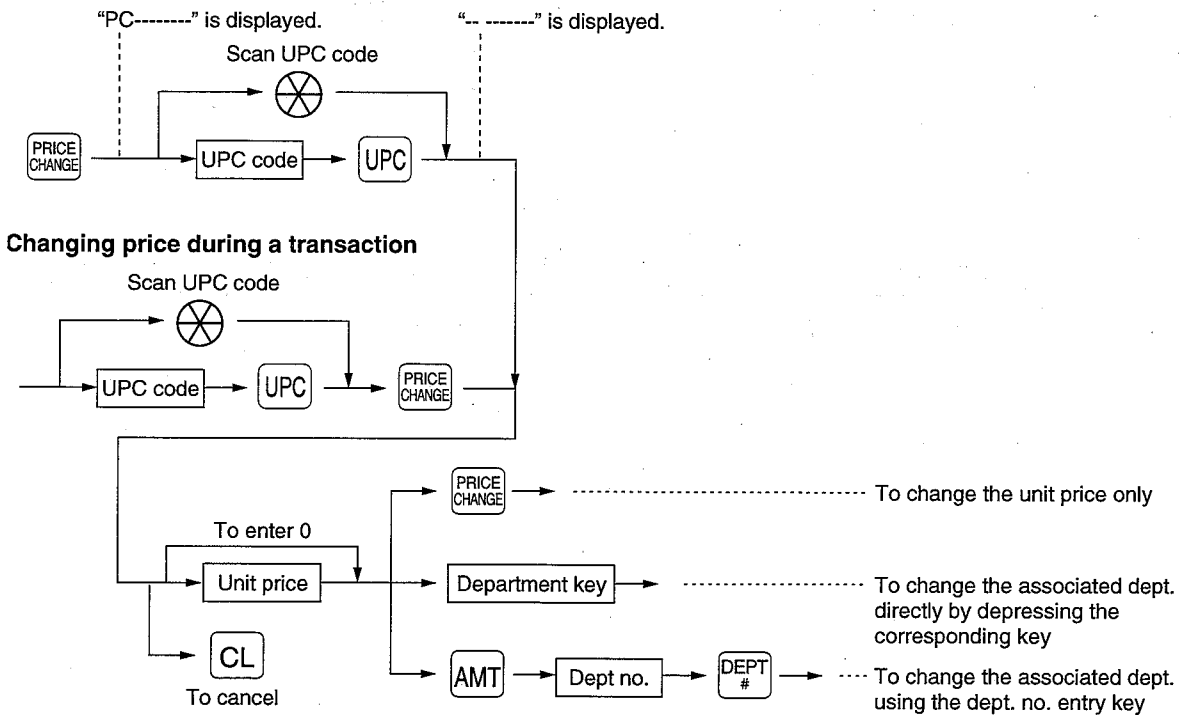 “PC--------” is displayed.
“-- -------” is displayed.
Scan UPC code
PRICE
CHANGE
UPC code
UPC
Changing price during a transaction
Scan UPC code
UPC code
UPC
PRICE
CHANGE
PRICE
CHANGE
To change the unit price only
To enter 0
Unit price
Department key
To change the associated dept.
directly by depressing the
corresponding key
CL
To cancel
AMT
Dept no.
DEPT
#
To change the associated dept.
using the dept. no. entry key